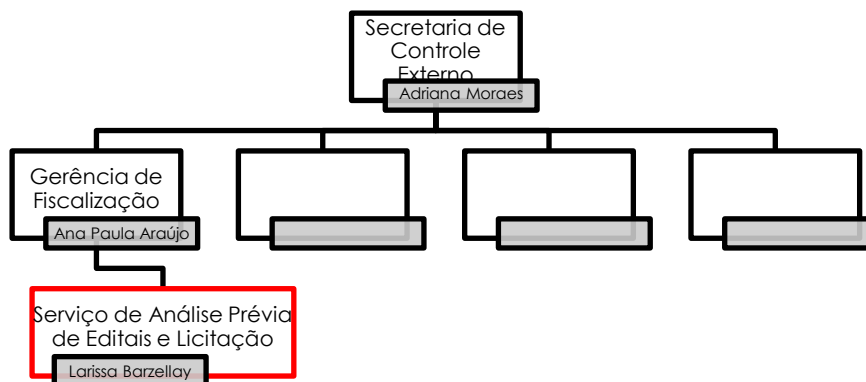 Secretaria de
Controle
Externo
Adriana Moraes
Gerência de
Fiscalização
Ana Paula Araújo
Serviço de Análise Prévia
de Editais e Licitação
Larissa Barzellay